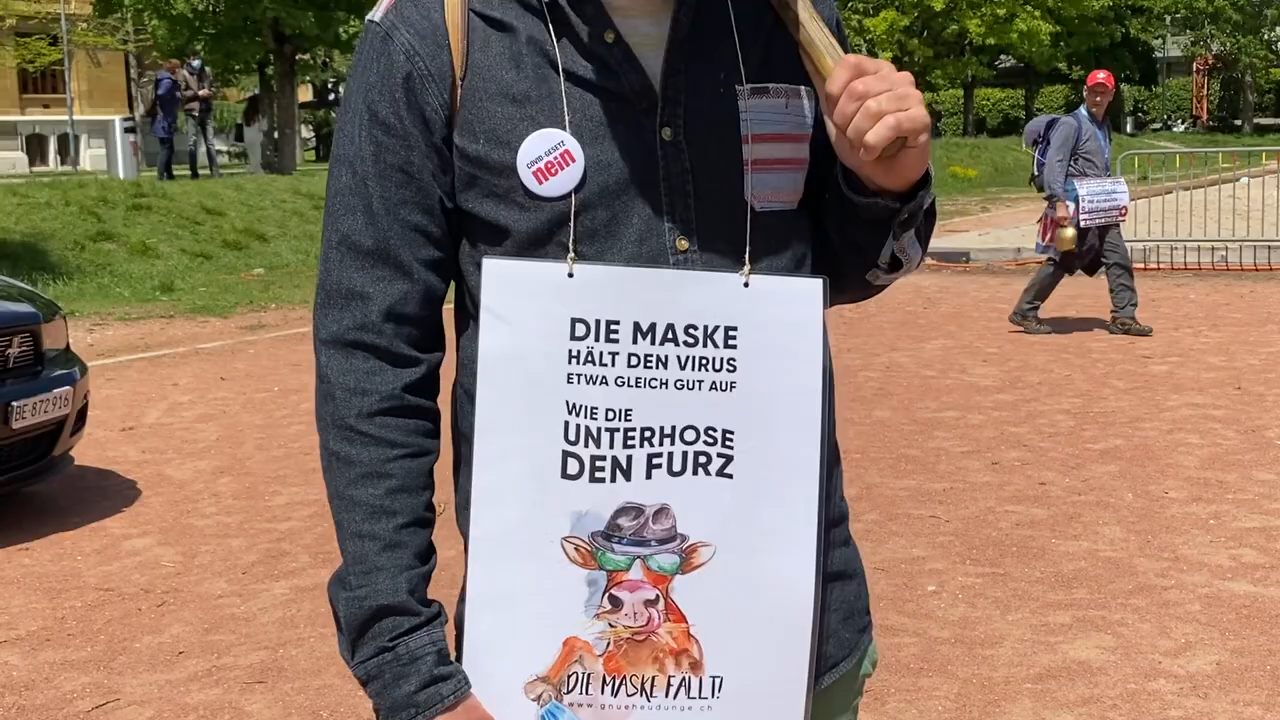 COVID-GESETZ
nein
DIE MASKE
HÄLT DEN VIRUS
ETWA GLEICH GUT AUF
WIE DIE
UNTERHOSE
DEN FURZ
DIE MASKE FÄLLT!
www.gnueheudunge.ch
BE·872916